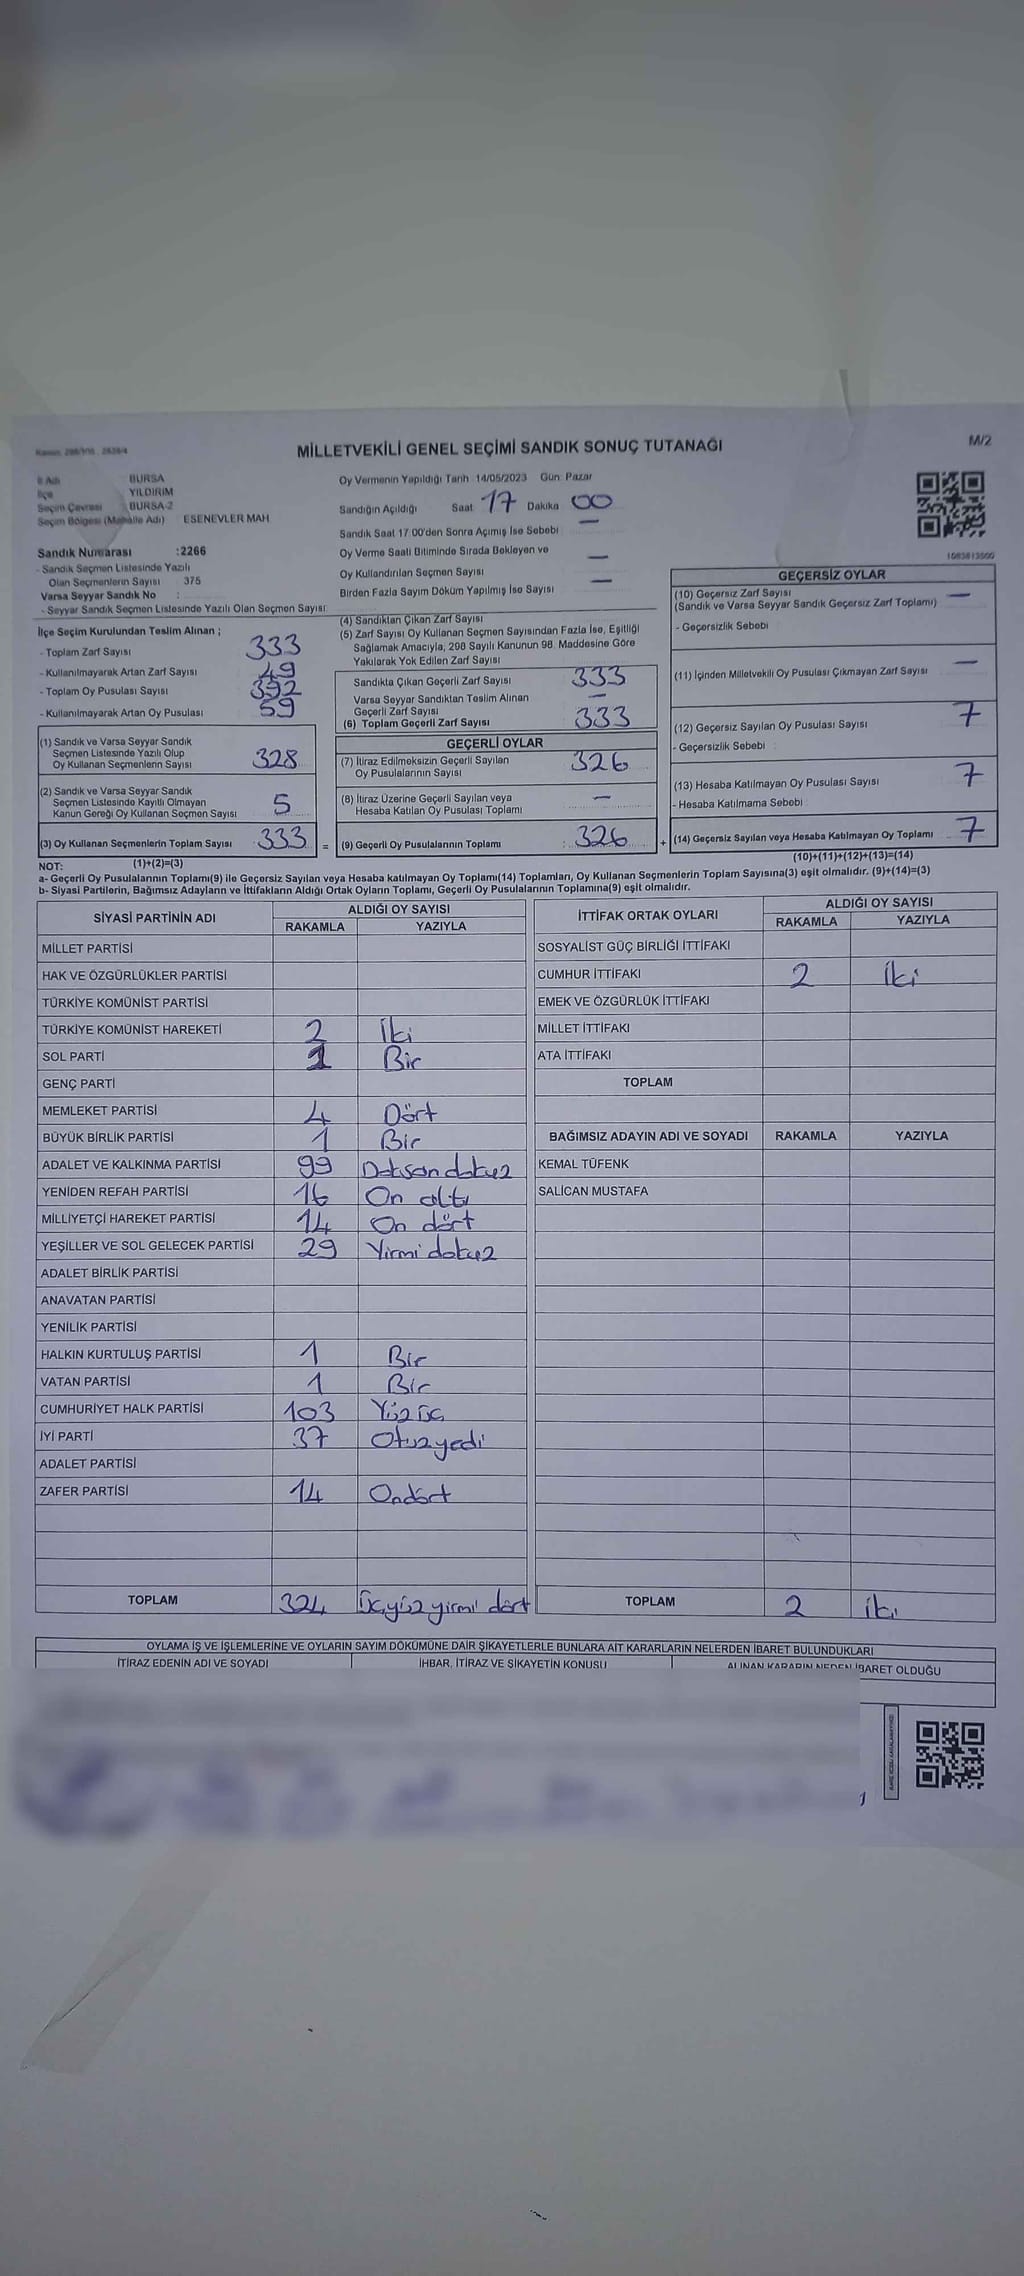 MİLLETVEKİLİ GENEL SEÇİMİ SANDIK SONUÇ TUTANAĞI
M/2
İl Adı BURSA
İlçe YILDIRIM
Seçim Çevresi BURSA-2
Seçim Bölgesi (Mahalle Adı) ESENEVLER MAH
Sandık Numarası :2266
- Sandık Seçmen Listesinde Yazılı
Olan Seçmenlerin Sayısı 375
Varsa Seyyar Sandık No :
- Seyyar Sandık Seçmen Listesinde Yazılı Olan Seçmen Sayısı:
Oy Vermenin Yapıldığı Tarih 14/05/2023 Gün: Pazar
Sandığın Açıldığı Saat 17 Dakika 00
Sandık Saat 17:00'den Sonra Açımış İse Sebebi —
Oy Verme Saati Bitiminde Sırada Bekleyen ve
Oy Kullandırılan Seçmen Sayısı —
Birden Fazla Sayım Döküm Yapılmış İse Sayısı —
1083813500
İlçe Seçim Kurulundan Teslim Alınan ;
- Toplam Zarf Sayısı 333
- Kullanılmayarak Artan Zarf Sayısı 49
- Toplam Oy Pusulası Sayısı 392
- Kullanılmayarak Artan Oy Pusulası 59
(1) Sandık ve Varsa Seyyar Sandık
Seçmen Listesinde Yazılı Olup
Oy Kullanan Seçmenlerin Sayısı 328
(2) Sandık ve Varsa Seyyar Sandık
Seçmen Listesinde Kayıtlı Olmayan
Kanun Gereği Oy Kullanan Seçmen Sayısı 5
(3) Oy Kullanan Seçmenlerin Toplam Sayısı 333 =
(4) Sandıktan Çıkan Zarf Sayısı
(5) Zarf Sayısı Oy Kullanan Seçmen Sayısından Fazla İse, Eşitliği
Sağlamak Amacıyla, 298 Sayılı Kanunun 98. Maddesine Göre
Yakılarak Yok Edilen Zarf Sayısı
Sandıkta Çıkan Geçerli Zarf Sayısı 333
Varsa Seyyar Sandıktan Teslim Alınan
Geçerli Zarf Sayısı —
(6) Toplam Geçerli Zarf Sayısı 333
GEÇERLİ OYLAR
(7) İtiraz Edilmeksizin Geçerli Sayılan
Oy Pusulalarının Sayısı 326
(8) İtiraz Üzerine Geçerli Sayılan veya
Hesaba Katılan Oy Pusulası Toplamı —
(9) Geçerli Oy Pusulalarının Toplamı : 326 +
GEÇERSİZ OYLAR
(10) Geçersiz Zarf Sayısı —
(Sandık ve Varsa Seyyar Sandık Geçersiz Zarf Toplamı)
- Geçersizlik Sebebi
(11) İçinden Milletvekili Oy Pusulası Çıkmayan Zarf Sayısı —
(12) Geçersiz Sayılan Oy Pusulası Sayısı 7
- Geçersizlik Sebebi
(13) Hesaba Katılmayan Oy Pusulası Sayısı 7
- Hesaba Katılmama Sebebi
(14) Geçersiz Sayılan veya Hesaba Katılmayan Oy Toplamı 7
NOT: (1)+(2)=(3) (10)+(11)+(12)+(13)=(14)
a- Geçerli Oy Pusulalarının Toplamı(9) ile Geçersiz Sayılan veya Hesaba katılmayan Oy Toplamı(14) Toplamları, Oy Kullanan Seçmenlerin Toplam Sayısına(3) eşit olmalıdır. (9)+(14)=(3)
b- Siyasi Partilerin, Bağımsız Adayların ve İttifakların Aldığı Ortak Oyların Toplamı, Geçerli Oy Pusulalarının Toplamına(9) eşit olmalıdır.
SİYASİ PARTİNİN ADI ALDIĞI OY SAYISI
RAKAMLA YAZIYLA
MİLLET PARTİSİ
HAK VE ÖZGÜRLÜKLER PARTİSİ
TÜRKİYE KOMÜNİST PARTİSİ
TÜRKİYE KOMÜNİST HAREKETİ 2 İki
SOL PARTİ 1 Bir
GENÇ PARTİ
MEMLEKET PARTİSİ 4 Dört
BÜYÜK BİRLİK PARTİSİ 1 Bir
ADALET VE KALKINMA PARTİSİ 99 Doksan dokuz
YENİDEN REFAH PARTİSİ 16 On altı
MİLLİYETÇİ HAREKET PARTİSİ 14 On dört
YEŞİLLER VE SOL GELECEK PARTİSİ 29 Yirmi dokuz
ADALET BİRLİK PARTİSİ
ANAVATAN PARTİSİ
YENİLİK PARTİSİ
HALKIN KURTULUŞ PARTİSİ 1 Bir
VATAN PARTİSİ 1 Bir
CUMHURİYET HALK PARTİSİ 103 Yüz üç
İYİ PARTİ 37 Otuzyedi
ADALET PARTİSİ
ZAFER PARTİSİ 14 Ondört
TOPLAM 324 Üçyüz yirmi dört
İTTİFAK ORTAK OYLARI ALDIĞI OY SAYISI
RAKAMLA YAZIYLA
SOSYALİST GÜÇ BİRLİĞİ İTTİFAKI
CUMHUR İTTİFAKI 2 İki
EMEK VE ÖZGÜRLÜK İTTİFAKI
MİLLET İTTİFAKI
ATA İTTİFAKI
TOPLAM
BAĞIMSIZ ADAYIN ADI VE SOYADI RAKAMLA YAZIYLA
KEMAL TÜFENK
SALİCAN MUSTAFA
TOPLAM 2 iki
OYLAMA İŞ VE İŞLEMLERİNE VE OYLARIN SAYIM DÖKÜMÜNE DAİR ŞİKAYETLERLE BUNLARA AİT KARARLARIN NELERDEN İBARET BULUNDUKLARI
İTİRAZ EDENİN ADI VE SOYADI İHBAR, İTİRAZ VE ŞİKAYETİN KONUSU ALINAN KARARIN NEDEN İBARET OLDUĞU